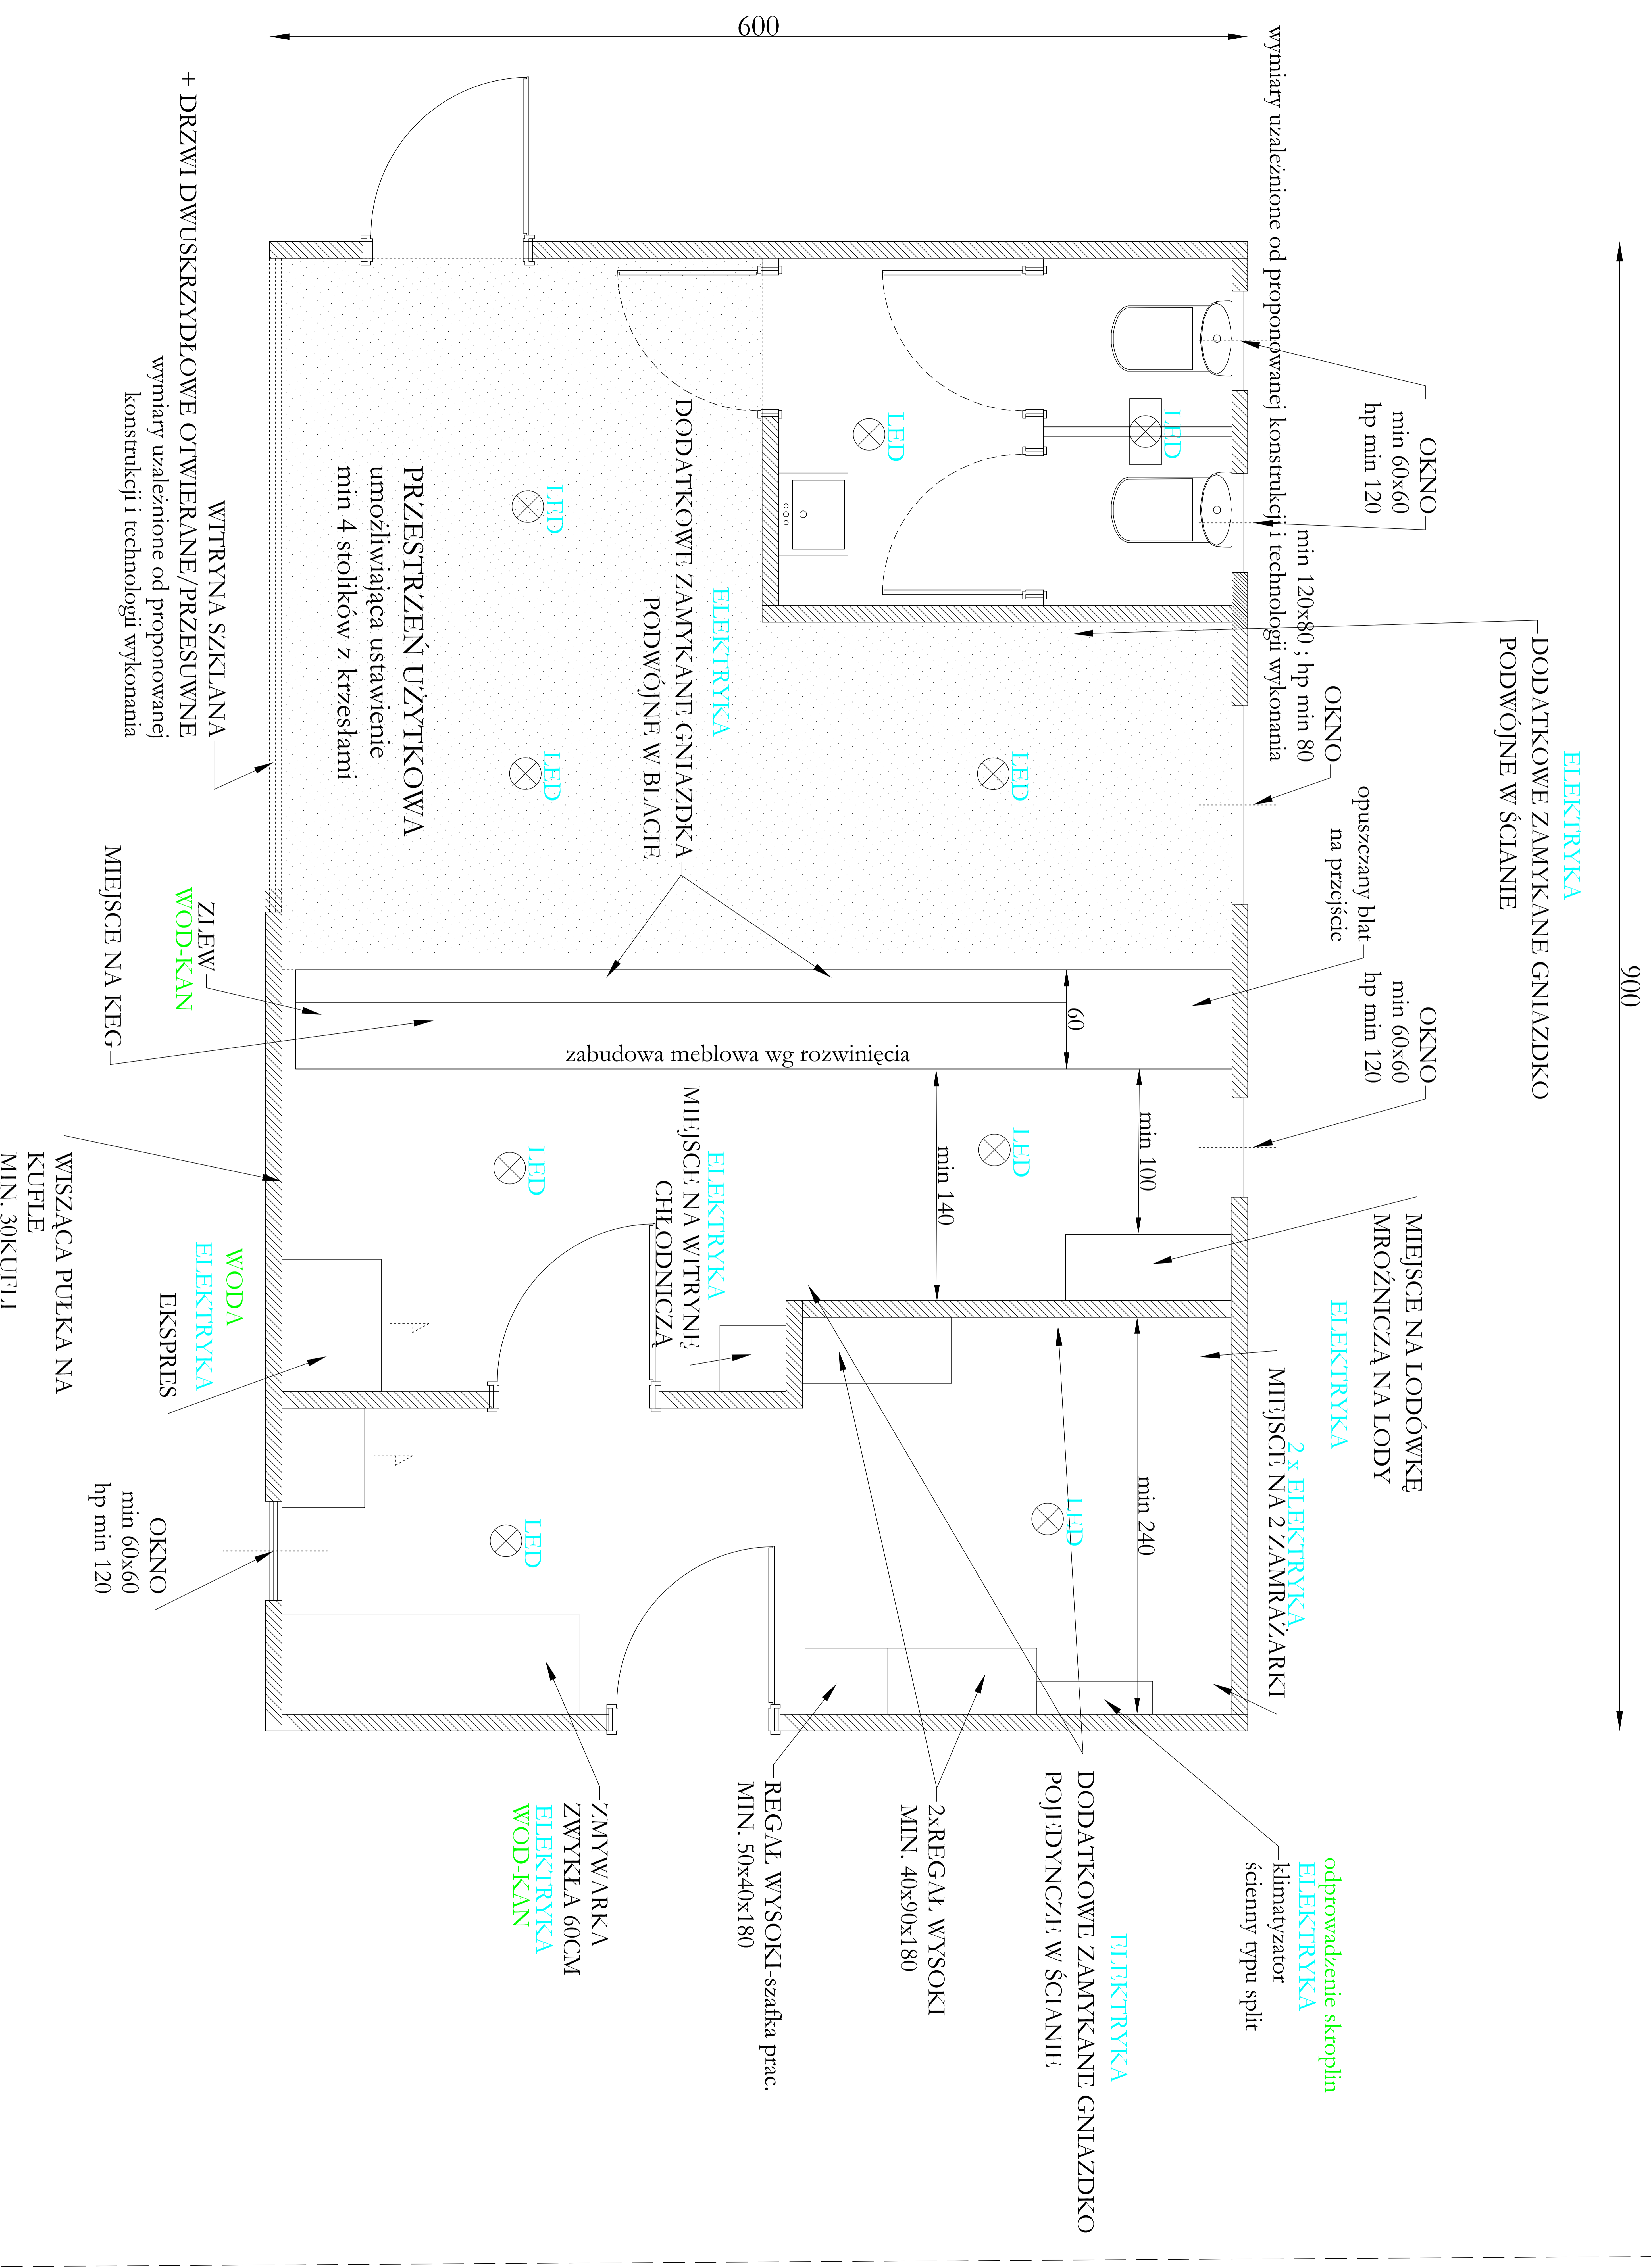 600
900
wymiary uzależnione od proponowanej konstrukcji i technologii wykonania
OKNO
min 60x60
hp min 120
ELEKTRYKA
DODATKOWE ZAMYKANE GNIAZDKO
PODWÓJNE W ŚCIANIE
OKNO
min 120x80 ; hp min 80
opuszczany blat
na przejście
OKNO
min 60x60
hp min 120
MIEJSCE NA LODÓWKĘ
MROŹNICZĄ NA LODY
ELEKTRYKA
2 x ELEKTRYKA
MIEJSCE NA 2 ZAMRAŻARKI
odprowadzenie skroplin
ELEKTRYKA
klimatyzator
ścienny typu split
ELEKTRYKA
DODATKOWE ZAMYKANE GNIAZDKO
POJEDYNCZE W ŚCIANIE
2xREGAŁ WYSOKI
MIN. 40x90x180
REGAŁ WYSOKI-szafka prac.
MIN. 50x40x180
ZMYWARKA
ZWYKŁA 60CM
ELEKTRYKA
WOD-KAN
LED
LED
LED
LED
LED
LED
LED
LED
LED
min 100
min 140
min 240
60
zabudowa meblowa wg rozwinięcia
ELEKTRYKA
DODATKOWE ZAMYKANE GNIAZDKA
PODWÓJNE W BLACIE
ELEKTRYKA
MIEJSCE NA WITRYNĘ
CHŁODNICZĄ
PRZESTRZEŃ UŻYTKOWA
umożliwiająca ustawienie
min 4 stolików z krzesłami
WITRYNA SZKLANA
+ DRZWI DWUSKRZYDŁOWE OTWIERANE/PRZESUWNE
wymiary uzależnione od proponowanej
konstrukcji i technologii wykonania
ZLEW
WOD-KAN
MIEJSCE NA KEG
WODA
ELEKTRYKA
EKSPRES
WISZĄCA PUŁKA NA
KUFLE
MIN. 30KUFLI
OKNO
min 60x60
hp min 120